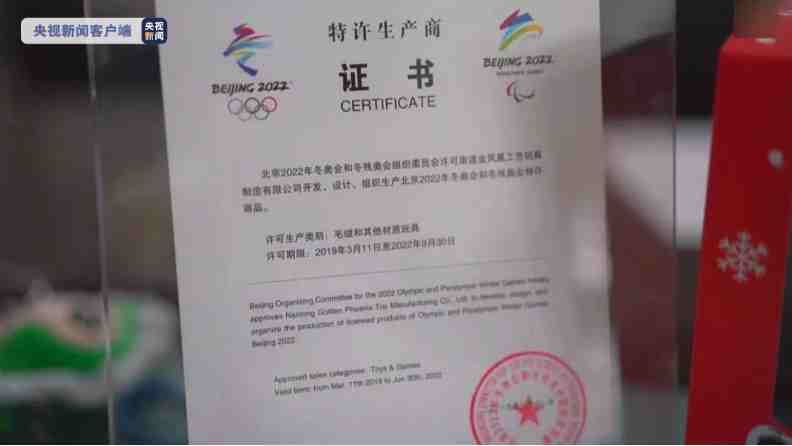 央视新闻客户端
央视
新闻
特许生产商
证 书
CERTIFICATE
BEIJING 2022
BEIJING 2022
北京2022年冬奥会和冬残奥会组织委员会许可南通金凤凰工艺玩具
制造有限公司开发、设计、组织生产北京2022年冬奥会和冬残奥会特许
商品。
许可生产类期：毛绒和其他材质玩具
许可期限：2019年3月11日至2022年9月30日
Beijing Organizing Committee for the 2022 Olympic and Paralympic Winter Games hereby
approves Nantong Golden Phoenix Toy Manufacturing Co., Ltd. to develop, design, and
organize the production of licensed products of Olympic and Paralympic Winter Games
Beijing 2022.
Approved sales categories: Toys & Games
Valid term: from Mar. 11th 2019 to Jun 30th, 2022